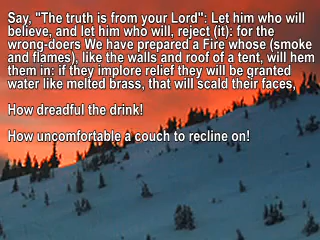 Say, "The truth is from your Lord": Let him who will
believe, and let him who will, reject (it): for the
wrong-doers We have prepared a Fire whose (smoke
and flames), like the walls and roof of a tent, will hem
them in: if they implore relief they will be granted
water like melted brass, that will scald their faces,
How dreadful the drink!
How uncomfortable a couch to recline on!